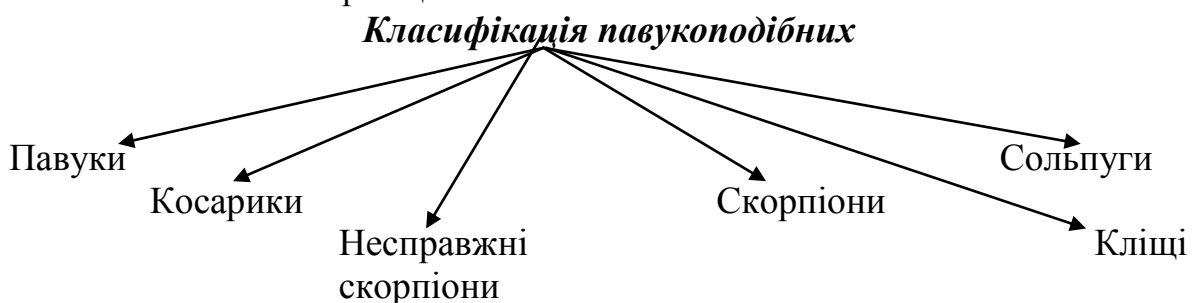 Класифікація павукоподібних
Павуки
Сольпуги
Косарики
Скорпіони
Несправжні
скорпіони
Кліщі